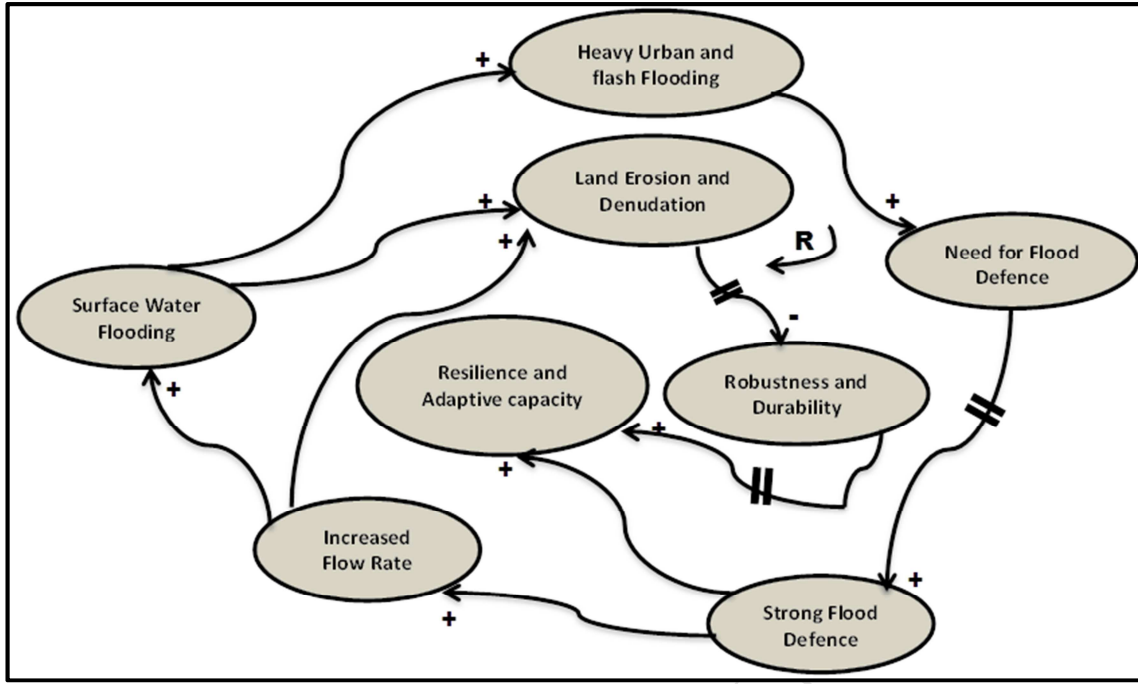 Heavy Urban and
flash Flooding
+
Land Erosion and
Denudation
+
+
+
R
Need for Flood
Defence
Surface Water
Flooding
-
Resilience and
Adaptive capacity
Robustness and
Durability
+
+
+
Increased
Flow Rate
+
+
Strong Flood
Defence